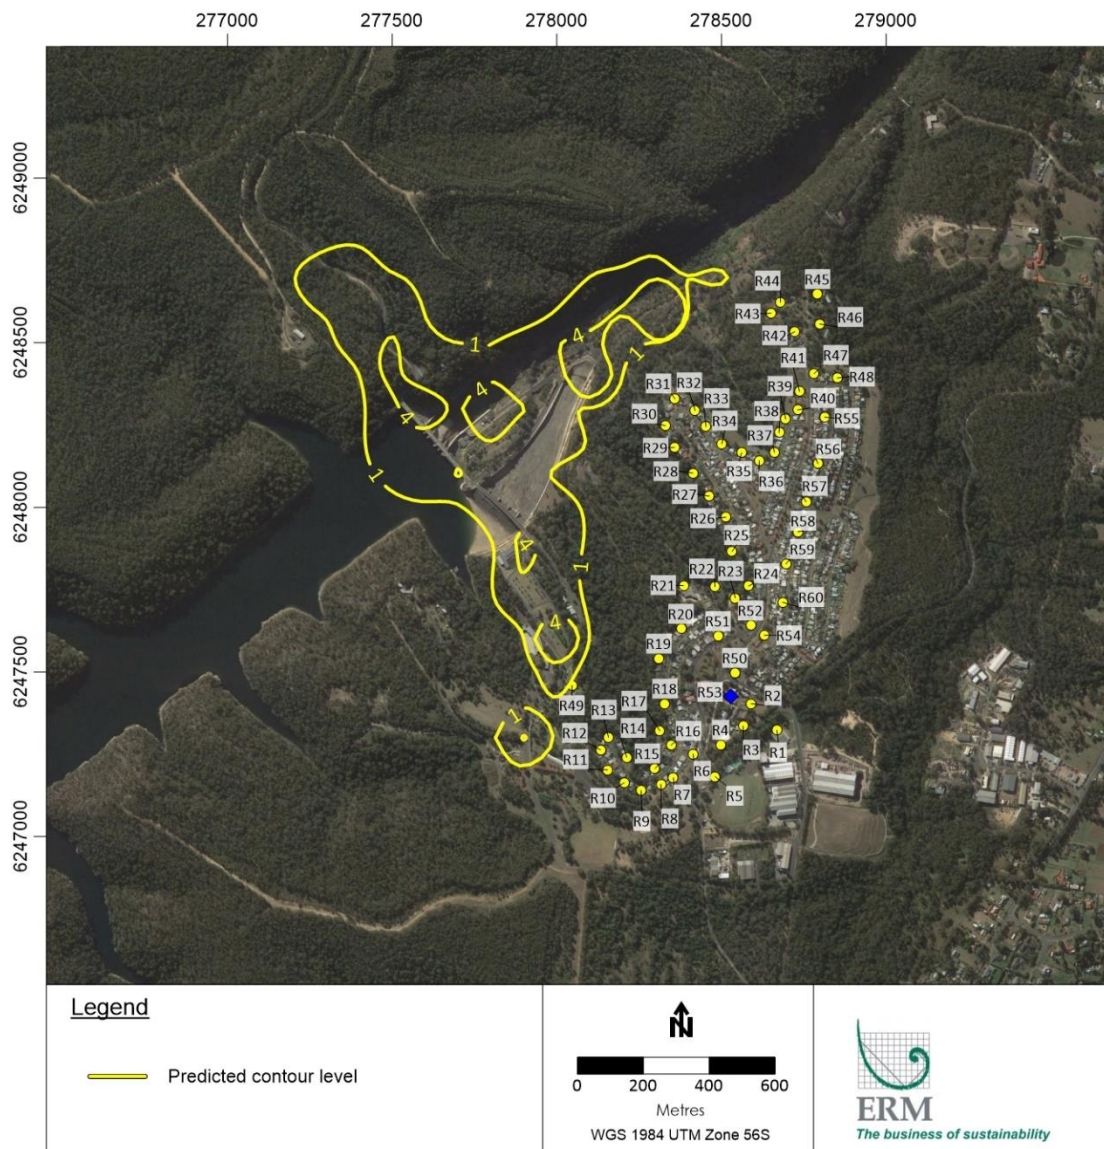 277000 277500 278000 278500 279000
6249000
6248500
6248000
6247500
6247000
1
4
4
1
4
4
1
1
4
4
1
R44 R45
R43
R42
R46
R41
R47
R48
R39
R40
R38
R55
R37
R56
R31
R32
R33
R34
R30
R29
R35
R36
R28
R57
R27
R26
R58
R25
R59
R22
R23
R24
R21
R60
R20
R51
R52
R54
R19
R50
R49
R18
R53
R2
R13
R17
R12
R14
R16
R4
R3
R1
R11
R15
R6
R5
R10
R7
R9
R8
Legend
Predicted contour level
N
0 200 400 600
Metres
WGS 1984 UTM Zone 56S
ERM
The business of sustainability